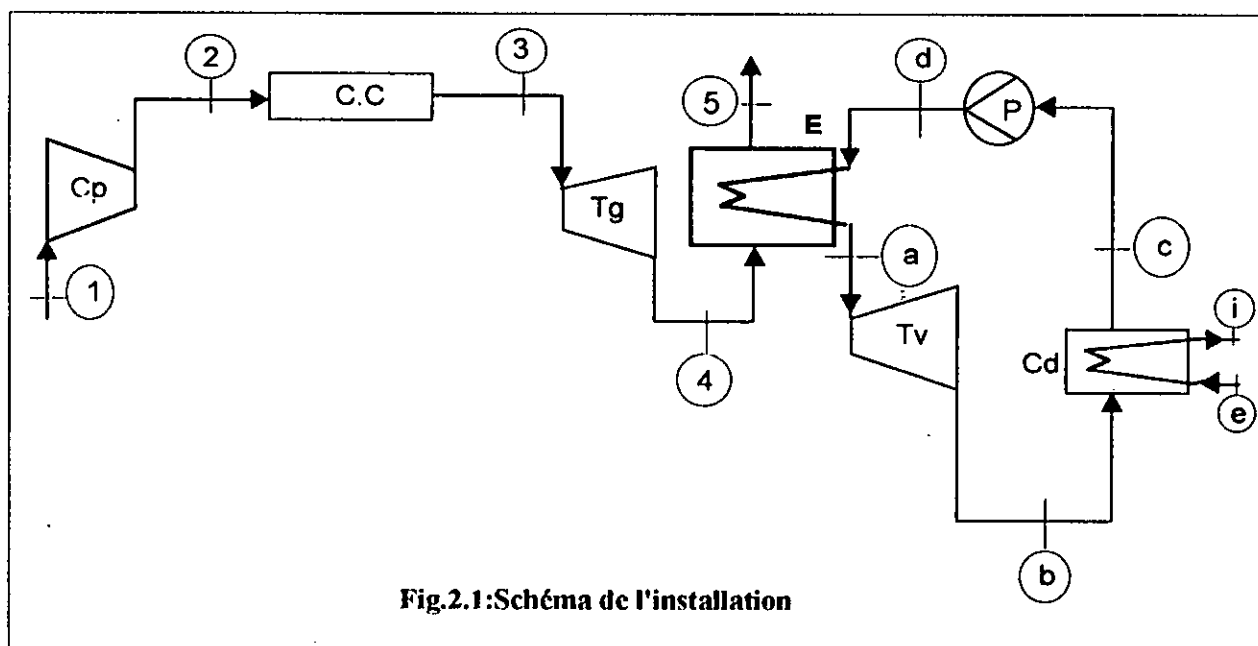 2
C.C
3
5
E
d
P
Cp
Tg
1
a
c
4
Tv
Cd
i
e
b
Fig.2.1:Schéma de l'installation